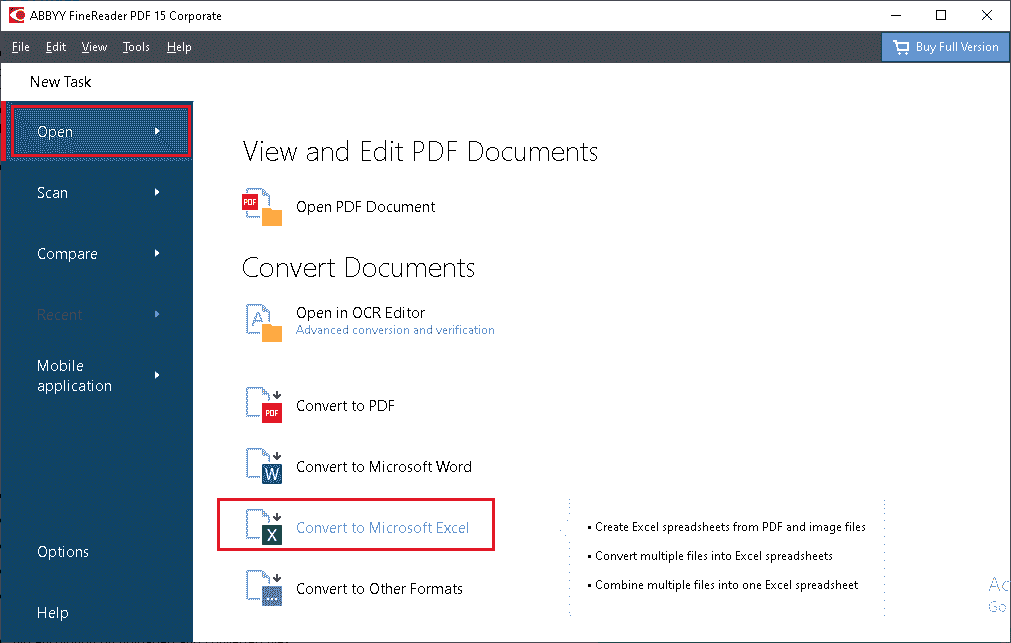 ABBYY FineReader PDF 15 Corporate
File Edit View Tools Help
Buy Full Version
New Task
Open
Scan
Compare
Recent
Mobile
application
Options
Help
View and Edit PDF Documents
PDF
Open PDF Document
Convert Documents
A
Open in OCR Editor
Advanced conversion and verification
PDF
Convert to PDF
W
Convert to Microsoft Word
X
Convert to Microsoft Excel
▪ Create Excel spreadsheets from PDF and image files
▪ Convert multiple files into Excel spreadsheets
▪ Combine multiple files into one Excel spreadsheet
...
Convert to Other Formats
Ac
Go